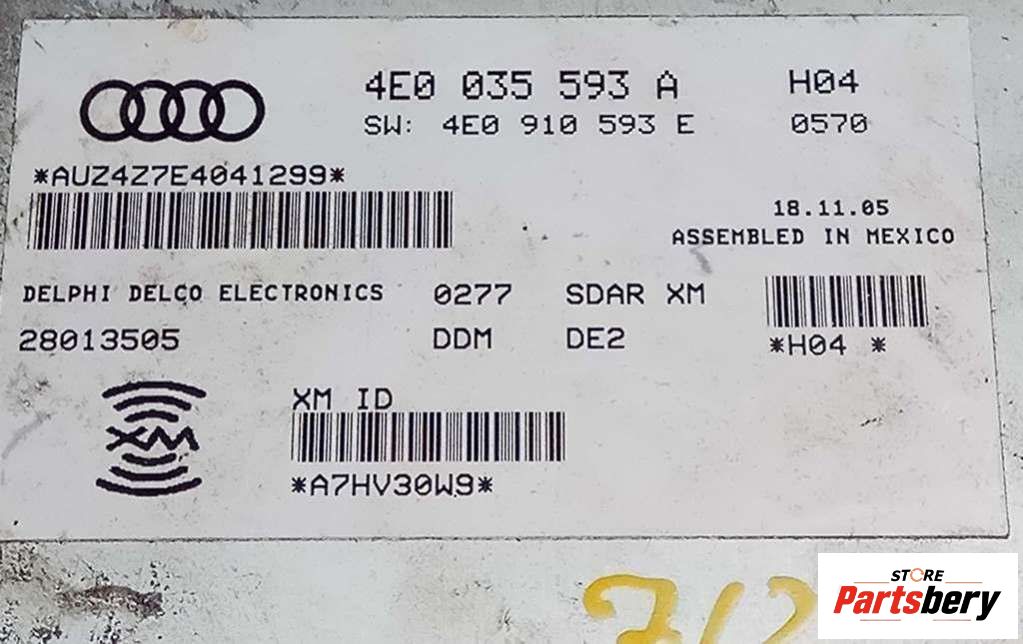 4E0 035 593 A H04
SW: 4E0 910 593 E 0570
*AUZ4Z7E4041299*
18.11.05
ASSEMBLED IN MEXICO
DELPHI DELCO ELECTRONICS 0277 SDAR XM
28013505 DDM DE2
*H04 *
XM ID
XM
*A7HV30W9*
STORE
Partsbery